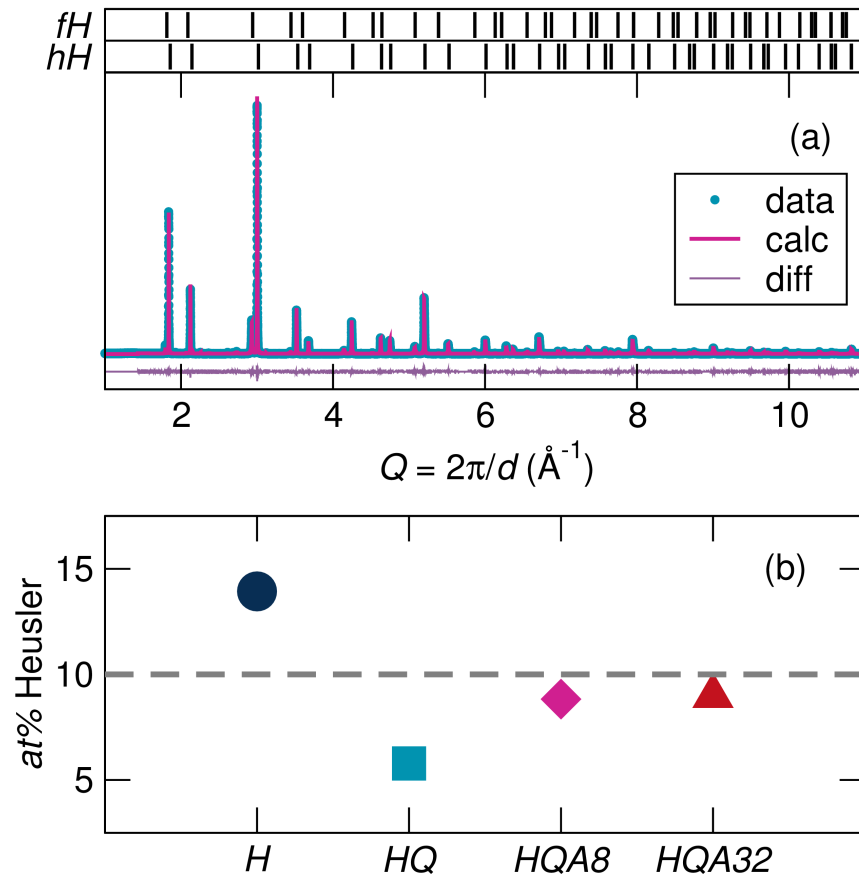 fH
hH
(a)
data
calc
diff
2 4 6 8 10
Q = 2π/d (Å⁻¹)
(b)
15
10
5
at% Heusler
H HQ HQA8 HQA32